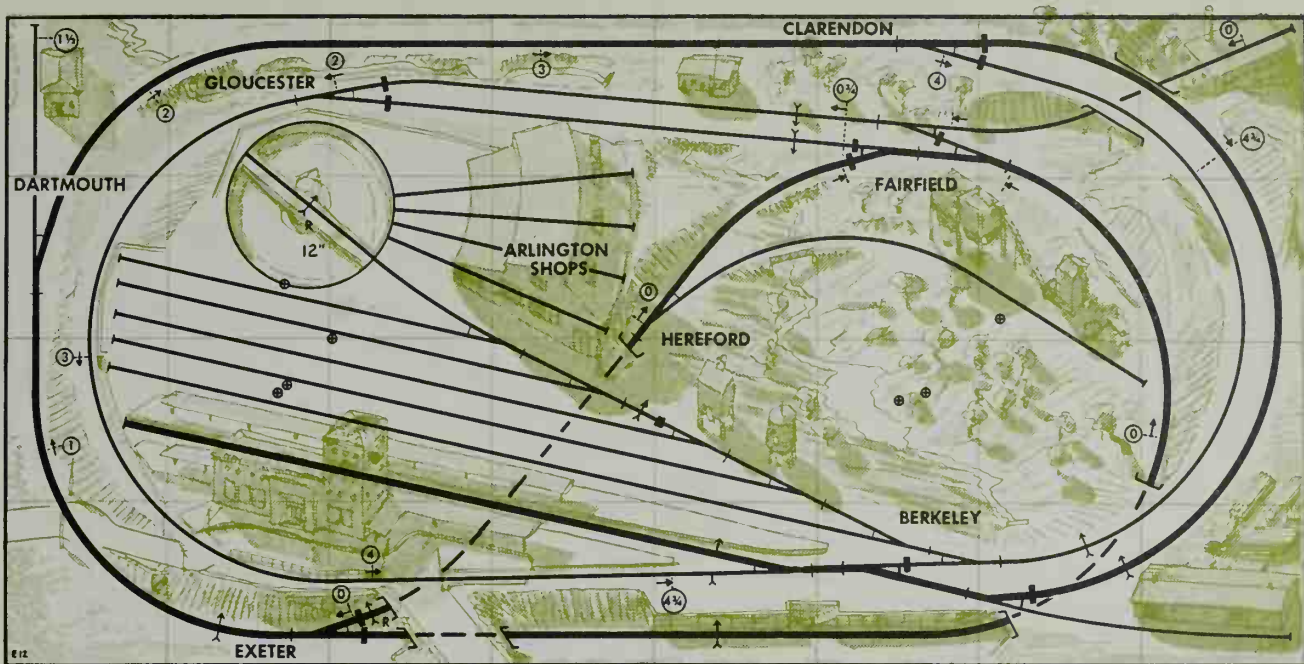 1½
CLARENDON
0
2
3
4
GLOUCESTER
2
0¾
4¾
DARTMOUTH
FAIRFIELD
R
12"
ARLINGTON
SHOPS
0
HEREFORD
3
1
0
BERKELEY
4
0
4¾
R
EXETER
E12